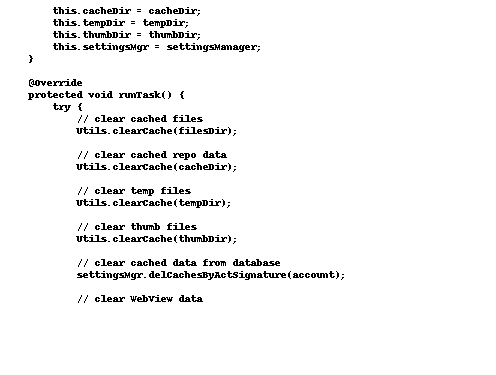 this.cacheDir = cacheDir;
this.tempDir = tempDir;
this.thumbDir = thumbDir;
this.settingsMgr = settingsManager;
}
@Override
protected void runTask() {
try {
// clear cached files
Utils.clearCache(filesDir);
// clear cached repo data
Utils.clearCache(cacheDir);
// clear temp files
Utils.clearCache(tempDir);
// clear thumb files
Utils.clearCache(thumbDir);
// clear cached data from database
settingsMgr.delCachesByActSignature(account);
// clear WebView data